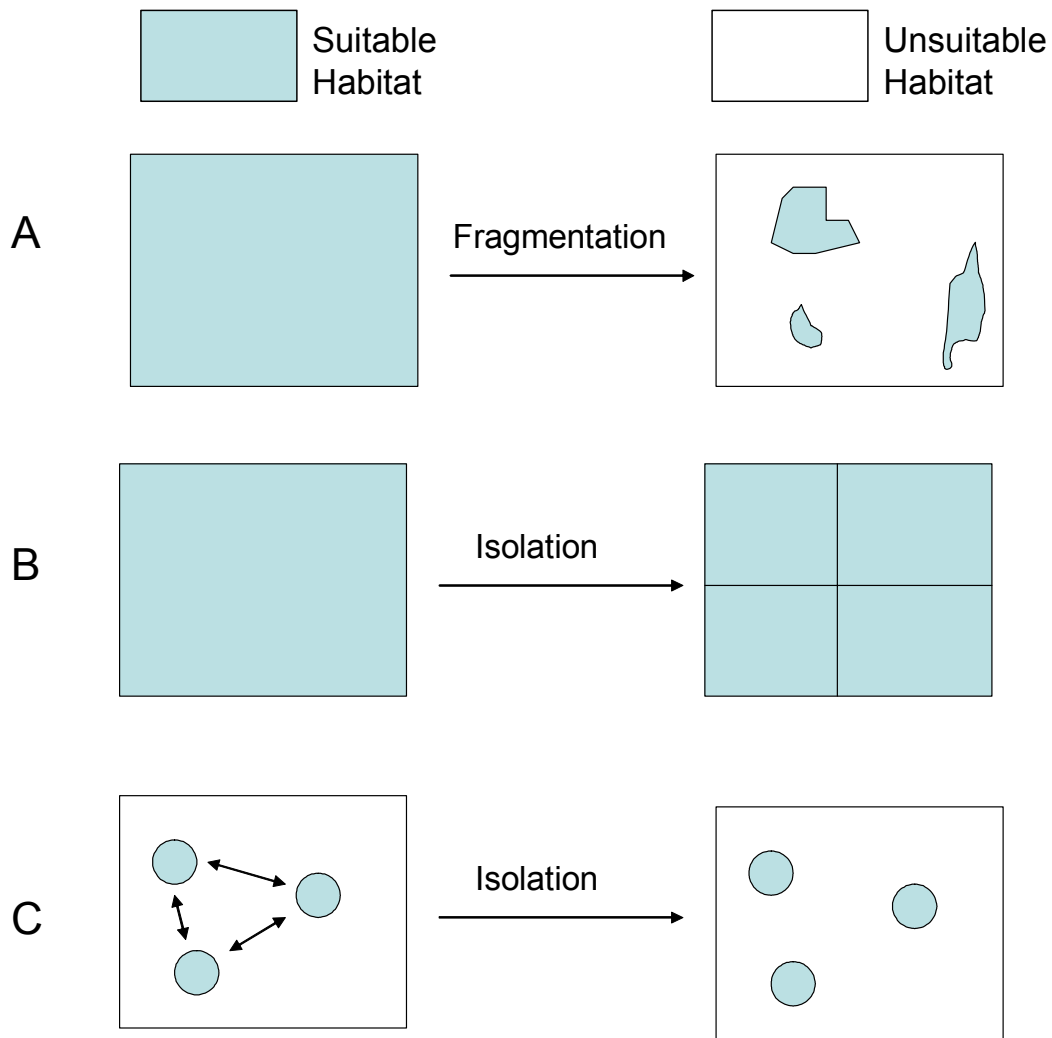 Suitable
Habitat
Unsuitable
Habitat
A
Fragmentation
B
Isolation
C
Isolation